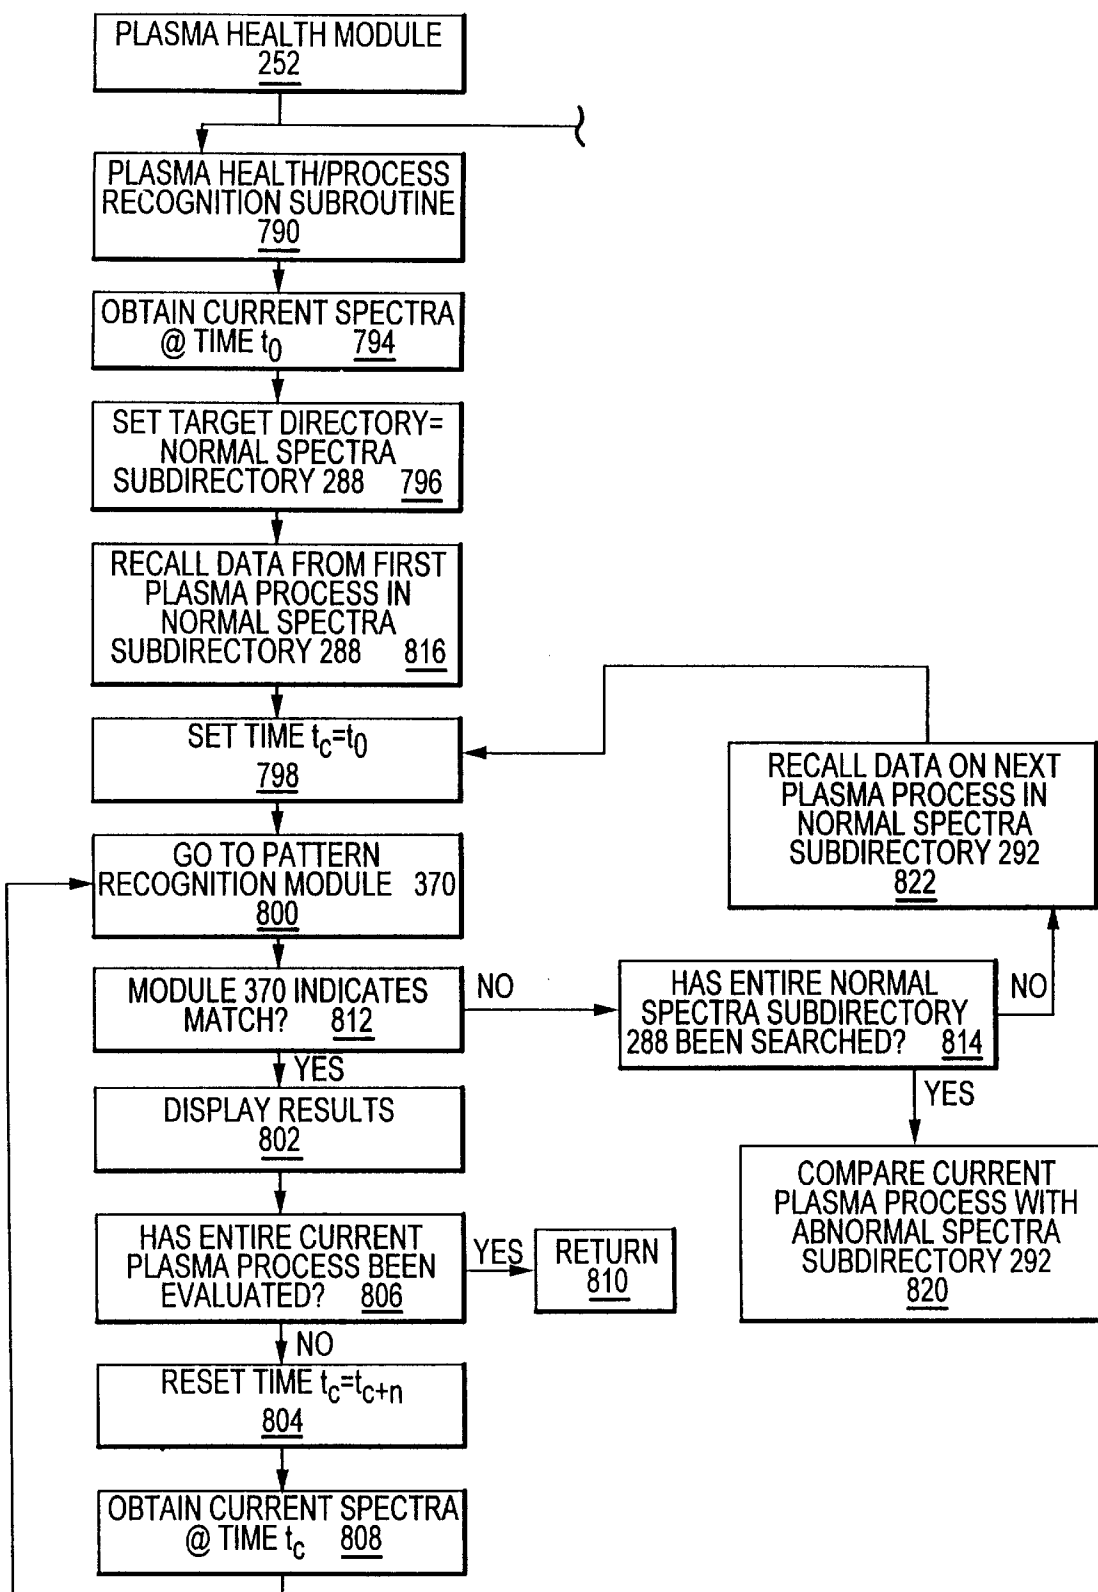 PLASMA HEALTH MODULE
252
PLASMA HEALTH/PROCESS
RECOGNITION SUBROUTINE
790
OBTAIN CURRENT SPECTRA
@ TIME t0 794
SET TARGET DIRECTORY=
NORMAL SPECTRA
SUBDIRECTORY 288 796
RECALL DATA FROM FIRST
PLASMA PROCESS IN
NORMAL SPECTRA
SUBDIRECTORY 288 816
SET TIME tc=t0
798
RECALL DATA ON NEXT
PLASMA PROCESS IN
NORMAL SPECTRA
SUBDIRECTORY 292
822
GO TO PATTERN
RECOGNITION MODULE 370
800
MODULE 370 INDICATES
MATCH? 812
NO
HAS ENTIRE NORMAL
SPECTRA SUBDIRECTORY
288 BEEN SEARCHED? 814
NO
YES
YES
DISPLAY RESULTS
802
COMPARE CURRENT
PLASMA PROCESS WITH
ABNORMAL SPECTRA
SUBDIRECTORY 292
820
HAS ENTIRE CURRENT
PLASMA PROCESS BEEN
EVALUATED? 806
YES
RETURN
810
NO
RESET TIME tc=tc+n
804
OBTAIN CURRENT SPECTRA
@ TIME tc 808